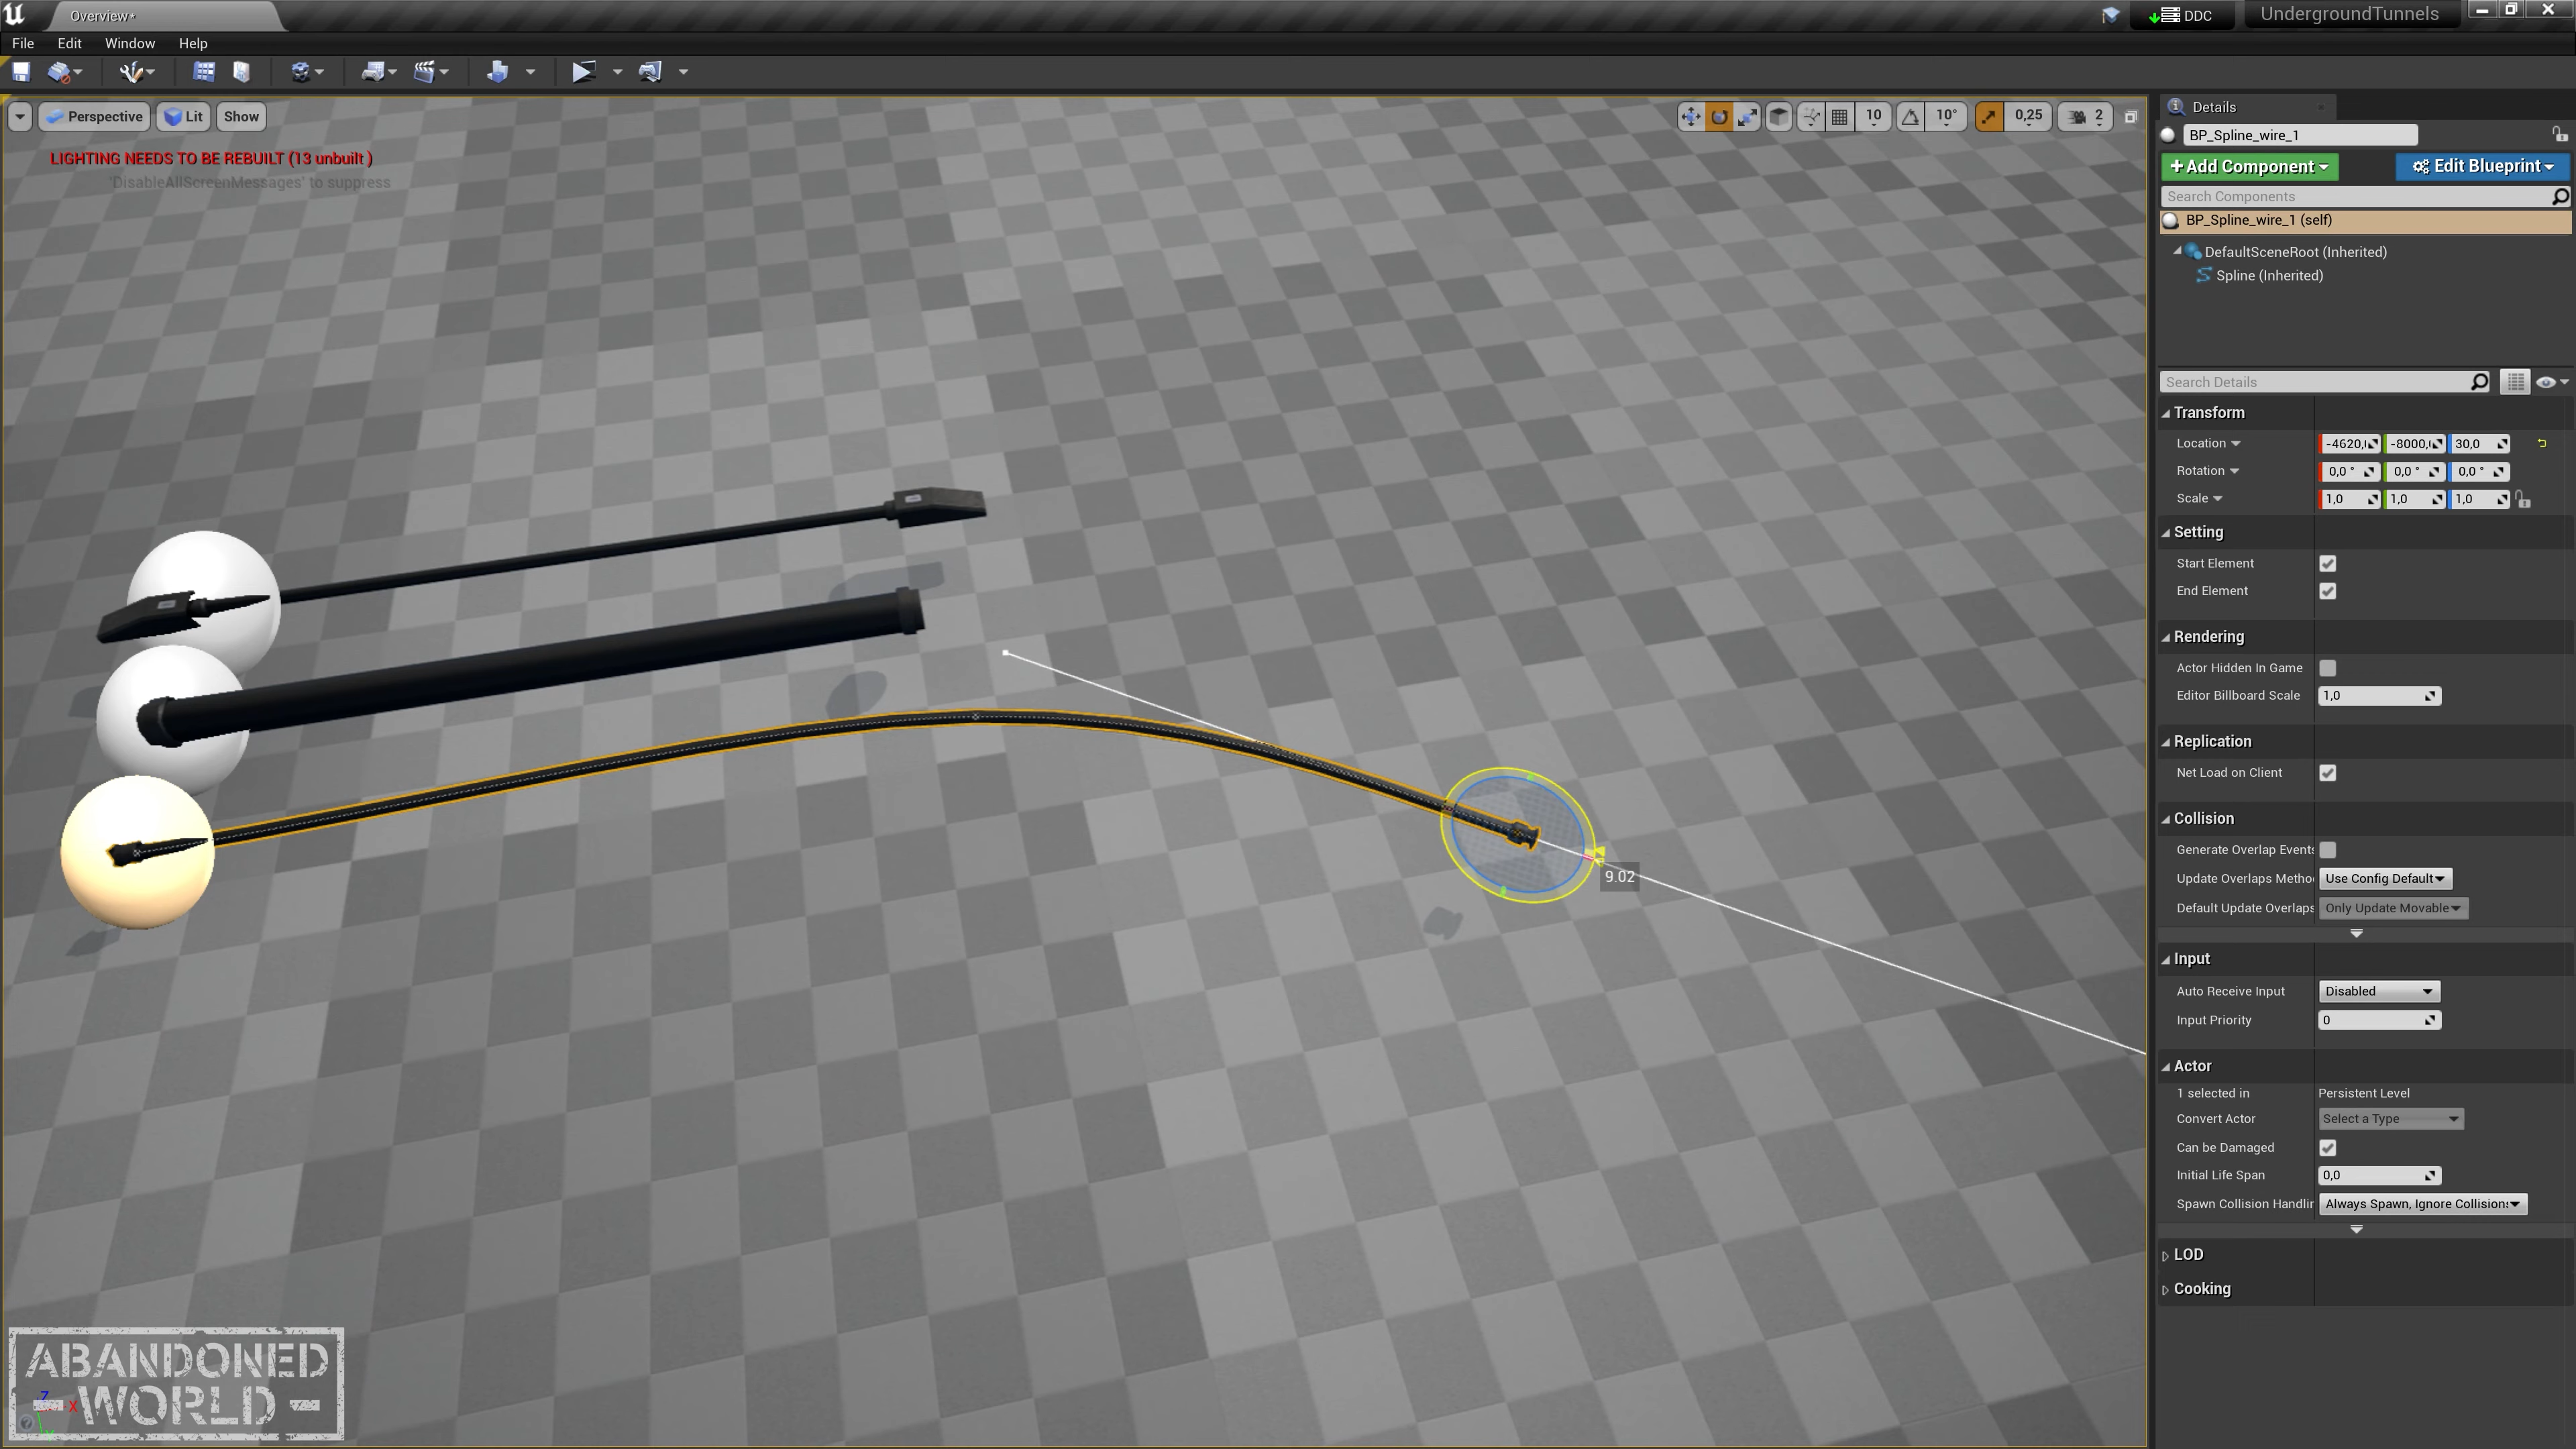 Overview*
DDC
UndergroundTunnels
File Edit Window Help
Perspective Lit Show
10 10° 0,25 2
LIGHTING NEEDS TO BE REBUILT (13 unbuilt )
'DisableAllScreenMessages' to suppress
9.02
ABANDONED
WORLD
Z
X
Y
Details
BP_Spline_wire_1
+Add Component
Edit Blueprint
Search Components
BP_Spline_wire_1 (self)
DefaultSceneRoot (Inherited)
Spline (Inherited)
Search Details
Transform
Location -4620, -8000, 30,0
Rotation 0,0 ° 0,0 ° 0,0 °
Scale 1,0 1,0 1,0
Setting
Start Element
End Element
Rendering
Actor Hidden In Game
Editor Billboard Scale 1,0
Replication
Net Load on Client
Collision
Generate Overlap Events
Update Overlaps Metho Use Config Default
Default Update Overlaps Only Update Movable
Input
Auto Receive Input Disabled
Input Priority 0
Actor
1 selected in Persistent Level
Convert Actor Select a Type
Can be Damaged
Initial Life Span 0,0
Spawn Collision Handlin Always Spawn, Ignore Collisions
LOD
Cooking